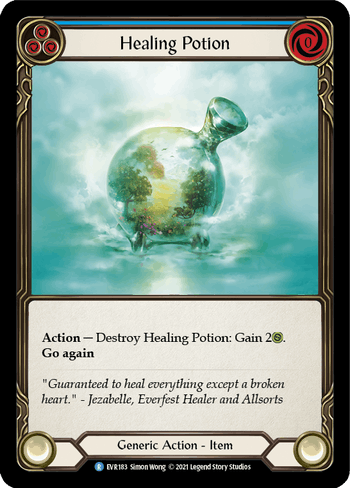 Healing Potion
0
Action — Destroy Healing Potion: Gain 2.
Go again
"Guaranteed to heal everything except a broken
heart." - Jezabelle, Everfest Healer and Allsorts
Generic Action - Item
R EVR183 Simon Wong © 2021 Legend Story Studios